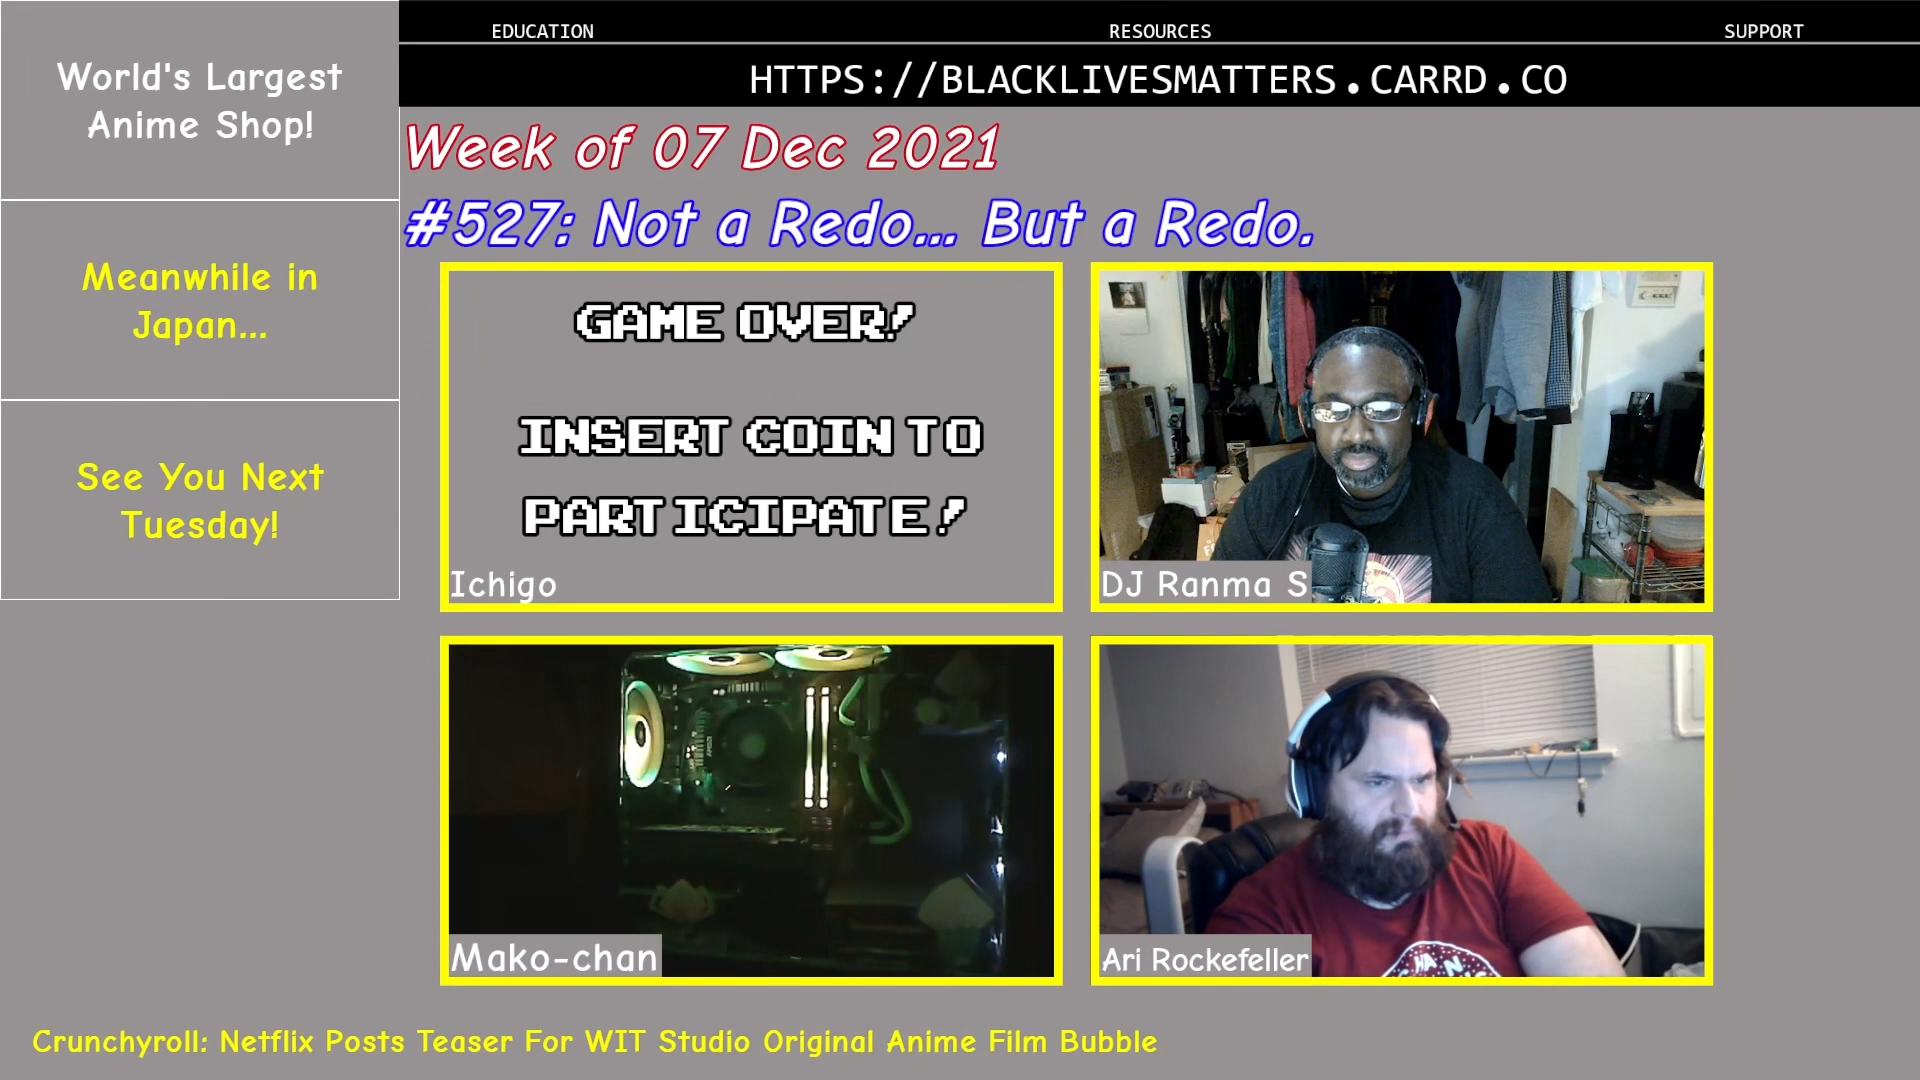 EDUCATION
RESOURCES
SUPPORT
HTTPS://BLACKLIVESMATTERS.CARRD.CO
World's Largest
Anime Shop!
Meanwhile in
Japan...
See You Next
Tuesday!
Week of 07 Dec 2021
#527: Not a Redo... But a Redo.
GAME OVER!
INSERT COIN TO
PARTICIPATE!
Ichigo
DJ Ranma S
Mako-chan
Ari Rockefeller
Crunchyroll: Netflix Posts Teaser For WIT Studio Original Anime Film Bubble